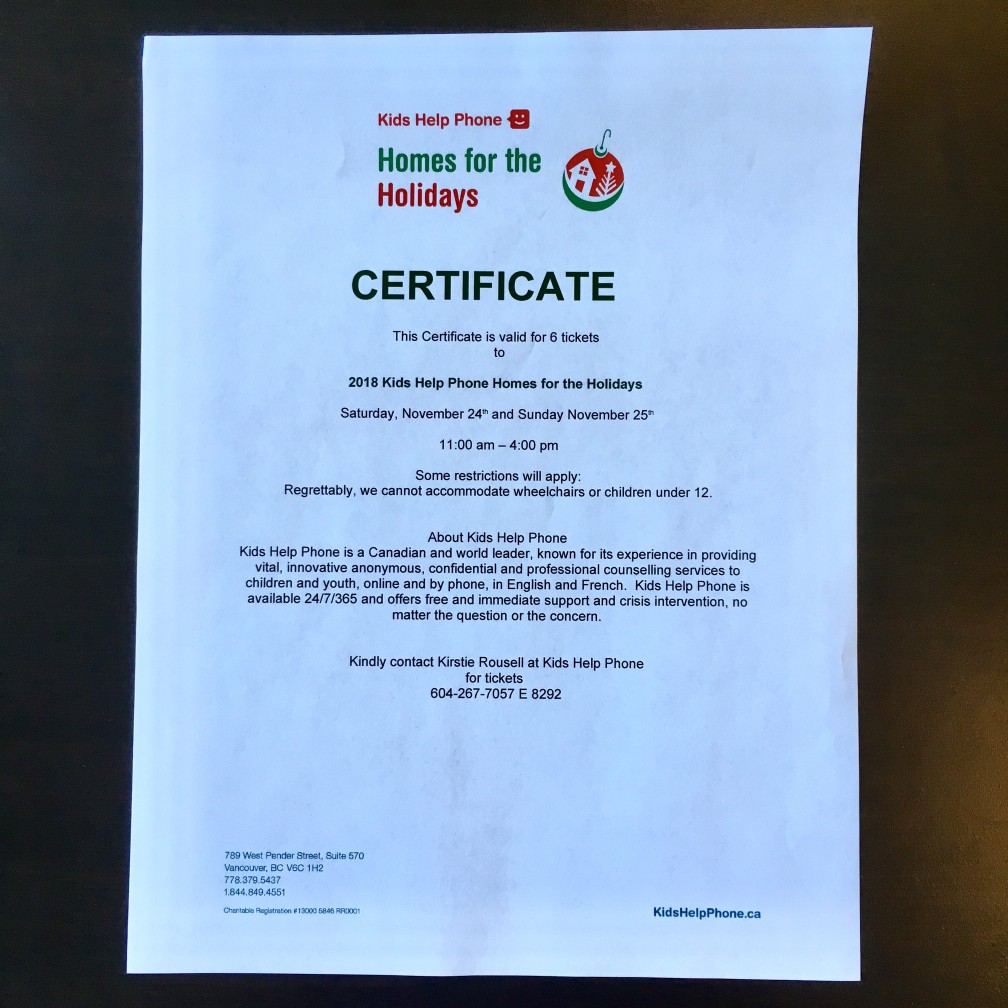 Kids Help Phone
Homes for the
Holidays
CERTIFICATE
This Certificate is valid for 6 tickets
to
2018 Kids Help Phone Homes for the Holidays
Saturday, November 24th and Sunday November 25th
11:00 am – 4:00 pm
Some restrictions will apply:
Regrettably, we cannot accommodate wheelchairs or children under 12.
About Kids Help Phone
Kids Help Phone is a Canadian and world leader, known for its experience in providing
vital, innovative anonymous, confidential and professional counselling services to
children and youth, online and by phone, in English and French. Kids Help Phone is
available 24/7/365 and offers free and immediate support and crisis intervention, no
matter the question or the concern.
Kindly contact Kirstie Rousell at Kids Help Phone
for tickets
604-267-7057 E 8292
789 West Pender Street, Suite 570
Vancouver, BC V6C 1H2
778.379.5437
1.844.849.4551
Charitable Registration #13000 5846 RR0001
KidsHelpPhone.ca